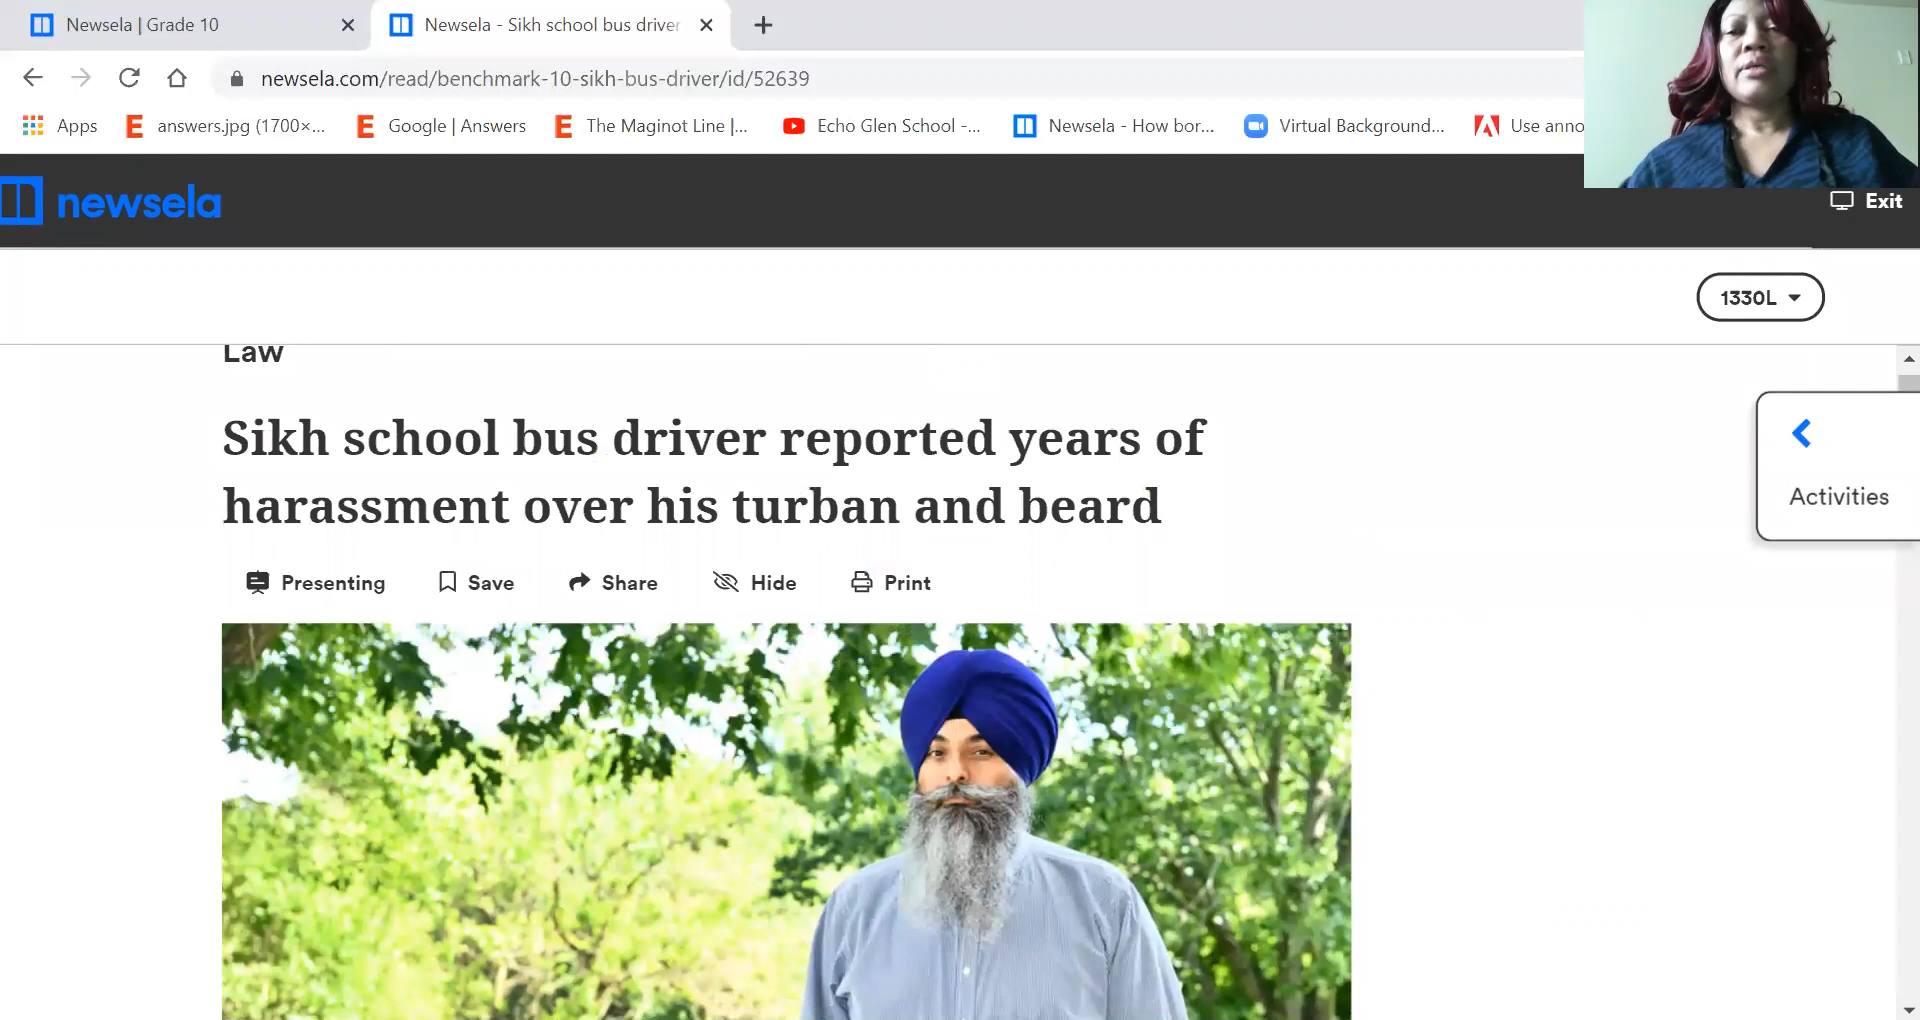 Newsela | Grade 10
Newsela - Sikh school bus driver
newsela.com/read/benchmark-10-sikh-bus-driver/id/52639
Apps
answers.jpg (1700×...
Google | Answers
The Maginot Line |...
Echo Glen School -...
Newsela - How bor...
Virtual Background...
Use anno
newsela
Exit
1330L
Law
Sikh school bus driver reported years of
harassment over his turban and beard
Activities
Presenting
Save
Share
Hide
Print